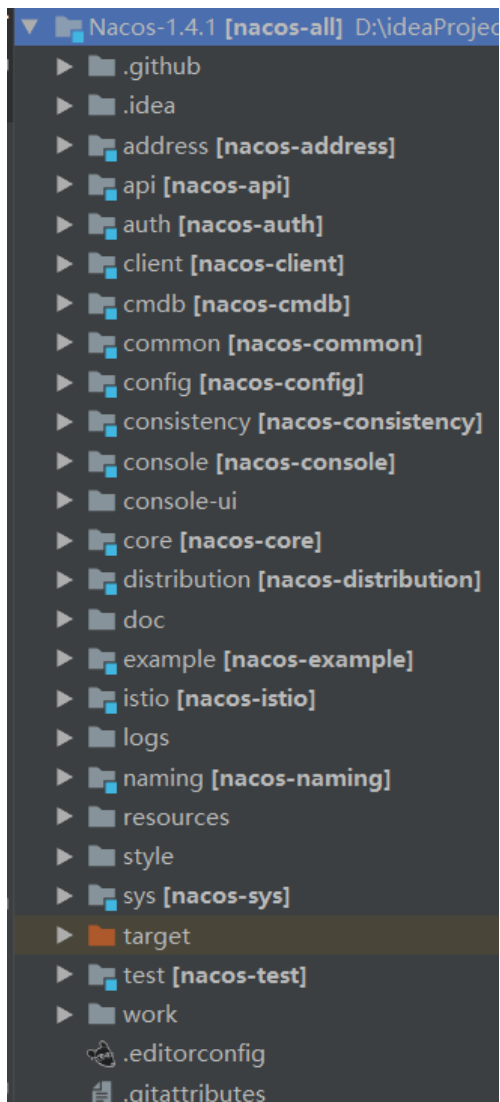 Nacos-1.4.1 [nacos-all] D:\ideaProjec
.github
.idea
address [nacos-address]
api [nacos-api]
auth [nacos-auth]
client [nacos-client]
cmdb [nacos-cmdb]
common [nacos-common]
config [nacos-config]
consistency [nacos-consistency]
console [nacos-console]
console-ui
core [nacos-core]
distribution [nacos-distribution]
doc
example [nacos-example]
istio [nacos-istio]
logs
naming [nacos-naming]
resources
style
sys [nacos-sys]
target
test [nacos-test]
work
.editorconfig
.gitattributes